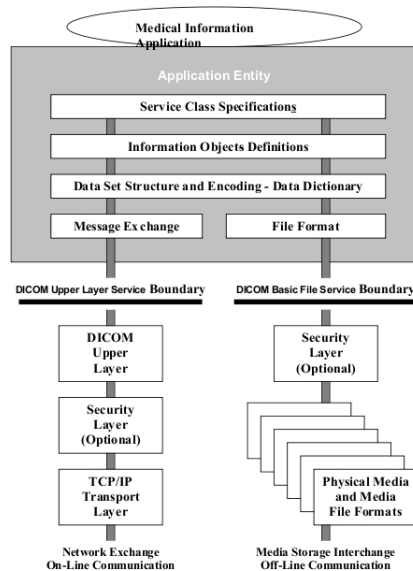 Medical Information
Application
Application Entity
Service Class Specifications
Information Objects Definitions
Data Set Structure and Encoding - Data Dictionary
Message Exchange
File Format
DICOM Upper Layer Service Boundary
DICOM Basic File Service Boundary
DICOM
Upper
Layer
Security
Layer
(Optional)
Security
Layer
(Optional)
TCP/IP
Transport
Layer
Physical Media
and Media
File Formats
Network Exchange
On-Line Communication
Media Storage Interchange
Off-Line Communication